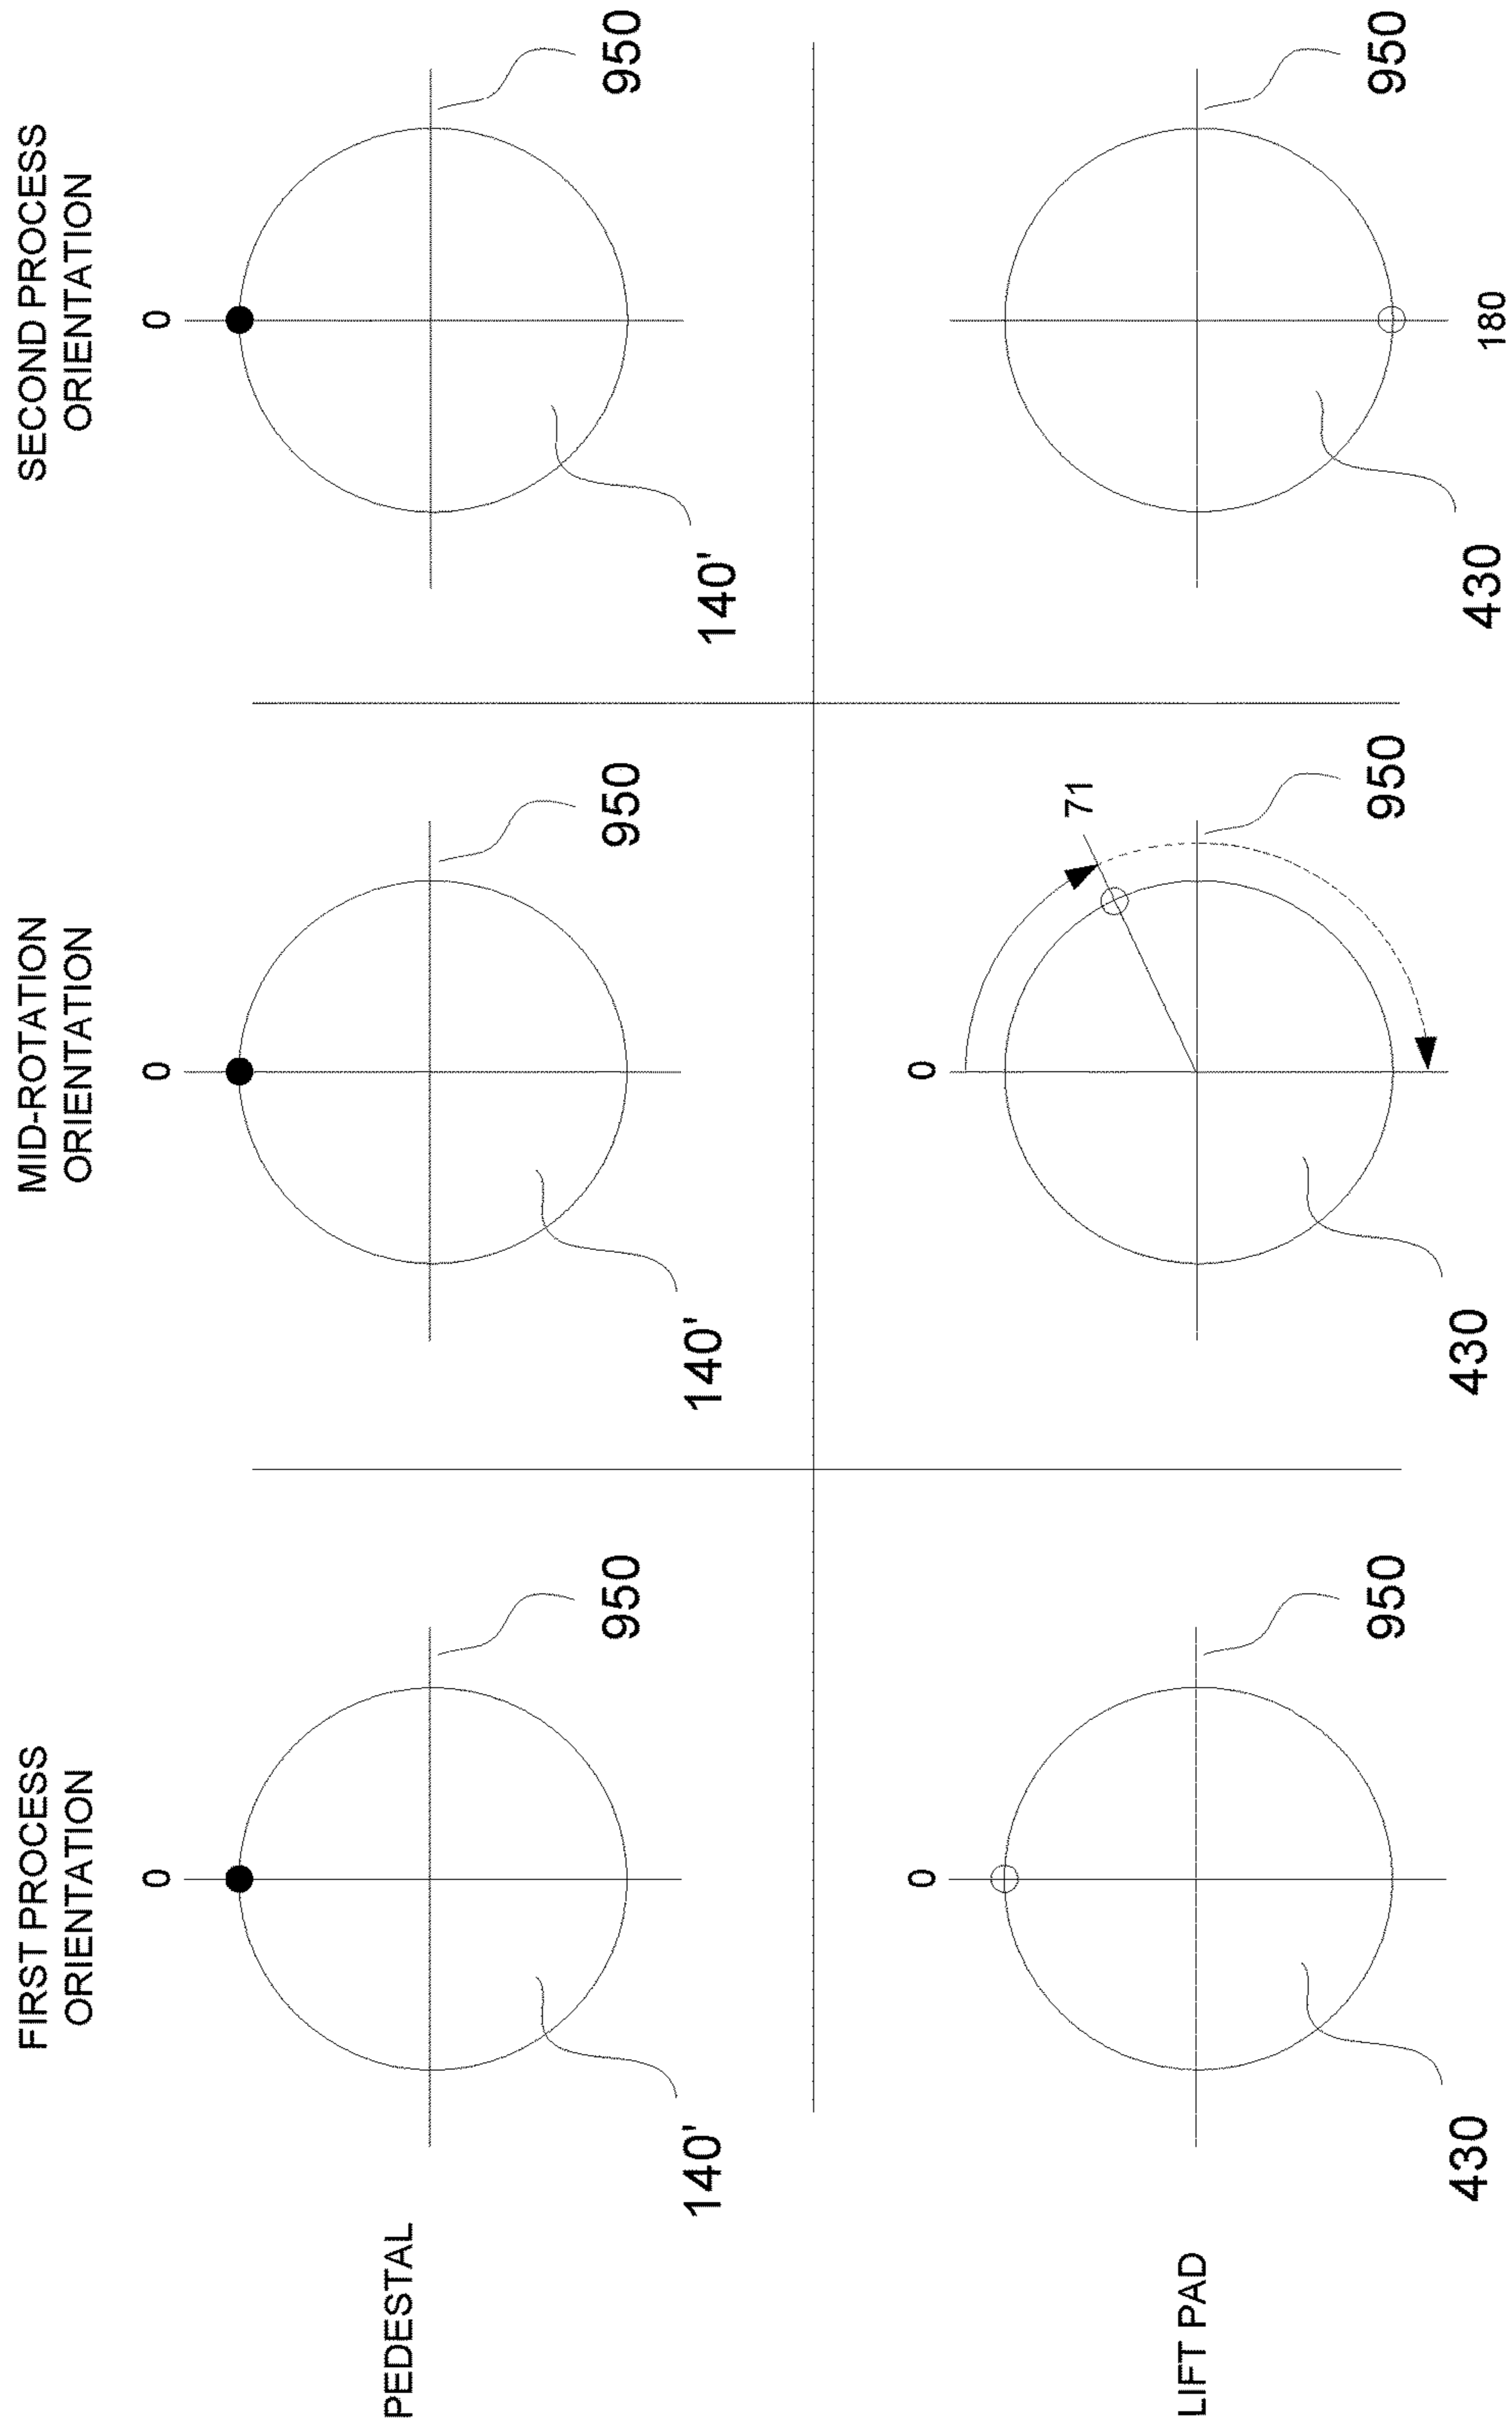 FIRST PROCESS
ORIENTATION
MID-ROTATION
ORIENTATION
SECOND PROCESS
ORIENTATION
0
0
0
950
950
950
PEDESTAL
140'
140'
140'
0
0
71
950
950
950
LIFT PAD
430
430
430
180